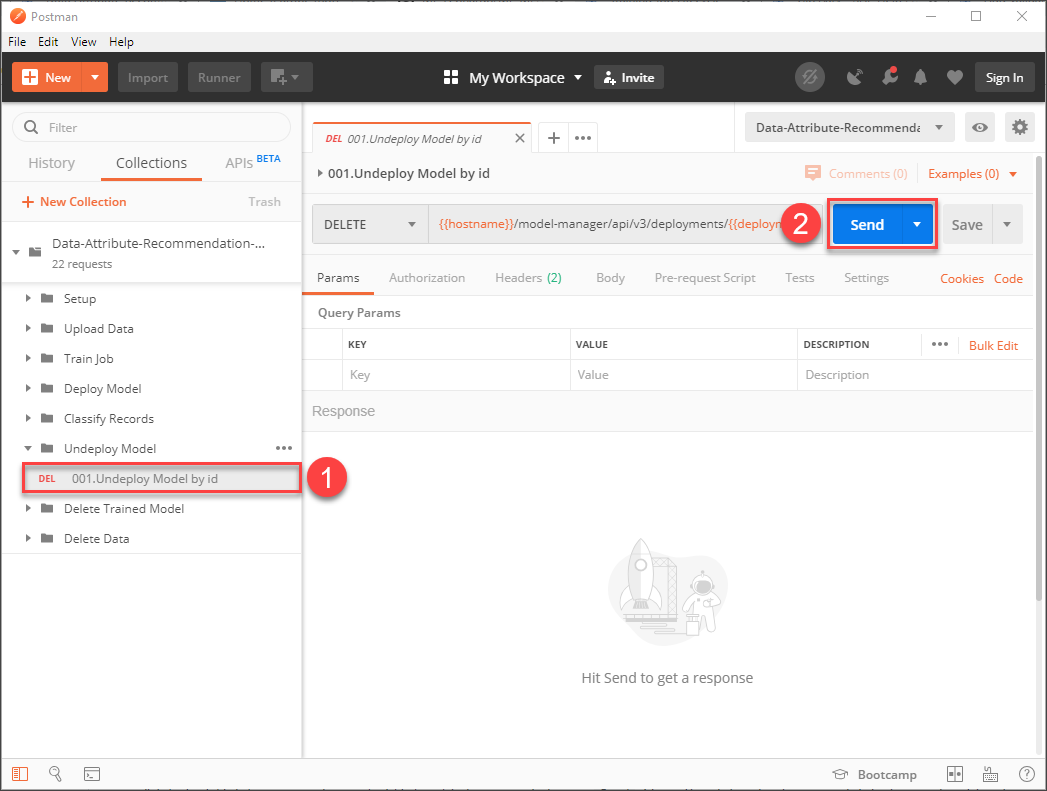 Postman
File Edit View Help
New Import Runner My Workspace Invite Sign In
Filter
History Collections APIs BETA
New Collection Trash
Data-Attribute-Recommendation-...
22 requests
Setup
Upload Data
Train Job
Deploy Model
Classify Records
Undeploy Model
DEL 001.Undeploy Model by id
1
Delete Trained Model
Delete Data
DEL 001.Undeploy Model by id
Data-Attribute-Recommenda
001.Undeploy Model by id
Comments (0) Examples (0)
DELETE {{hostname}}/model-manager/api/v3/deployments/{{deploym 2 Send Save
Params Authorization Headers (2) Body Pre-request Script Tests Settings Cookies Code
Query Params
KEY VALUE DESCRIPTION Bulk Edit
Key Value Description
Response
Hit Send to get a response
Bootcamp